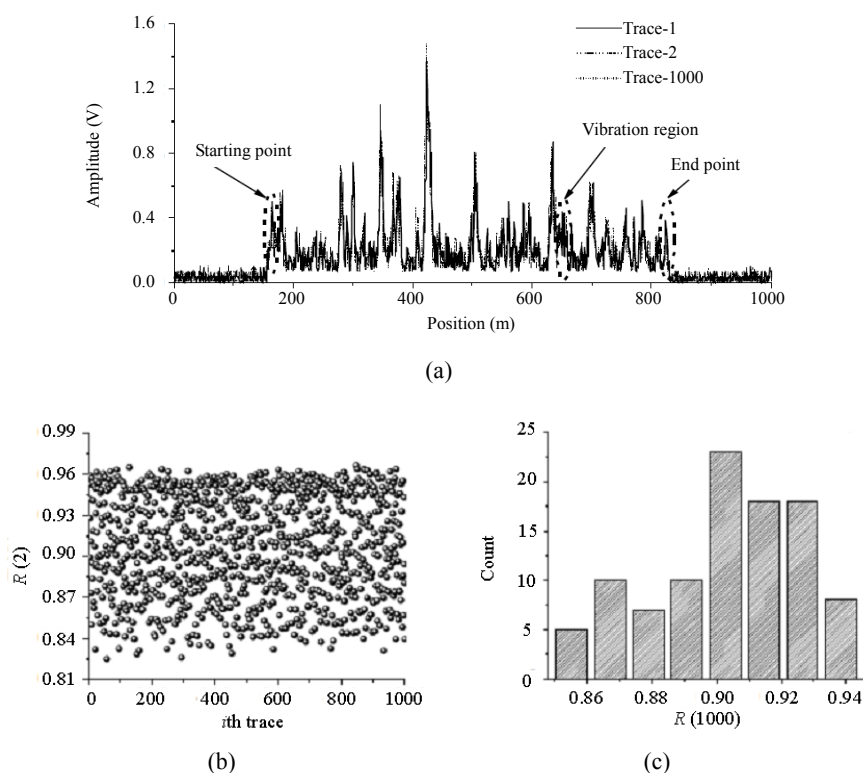 1.6
1.2
0.8
0.4
0.0
Amplitude (V)
Trace-1
Trace-2
Trace-1000
Starting point
Vibration region
End point
0 200 400 600 800 1000
Position (m)
(a)
0.99
0.96
0.93
0.90
0.87
0.84
0.81
R (2)
0 200 400 600 800 1000
ith trace
(b)
25
20
15
10
5
0
Count
0.86 0.88 0.90 0.92 0.94
R (1000)
(c)